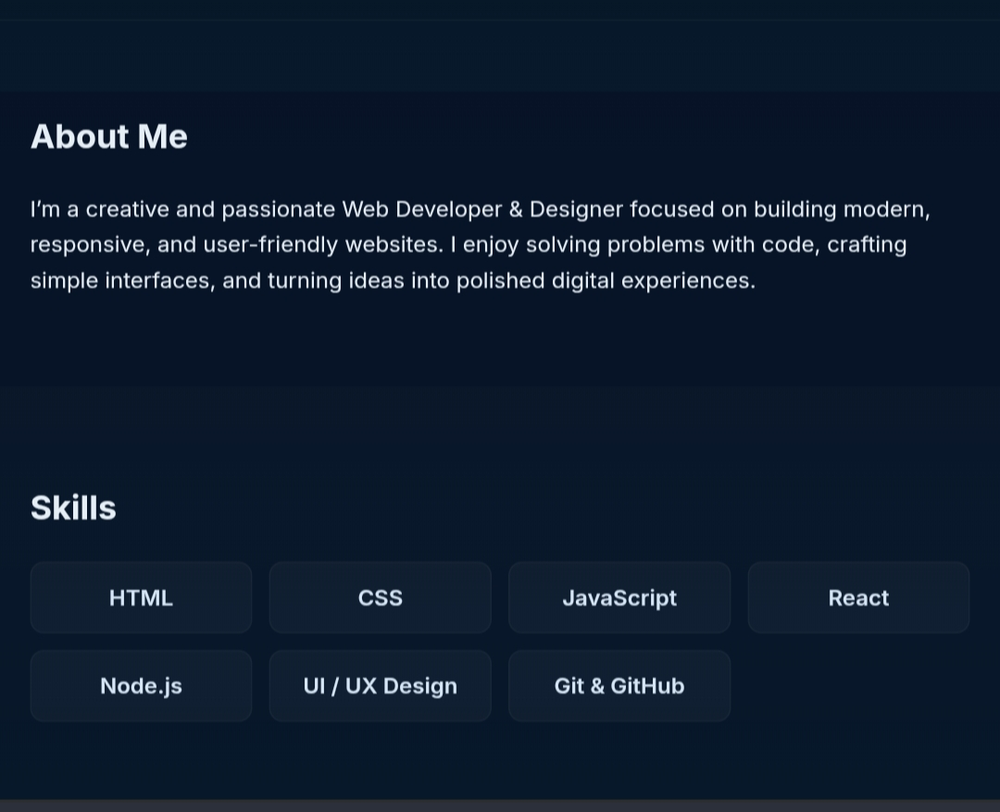 About Me
I’m a creative and passionate Web Developer & Designer focused on building modern,
responsive, and user-friendly websites. I enjoy solving problems with code, crafting
simple interfaces, and turning ideas into polished digital experiences.
Skills
HTML
CSS
JavaScript
React
Node.js
UI / UX Design
Git & GitHub